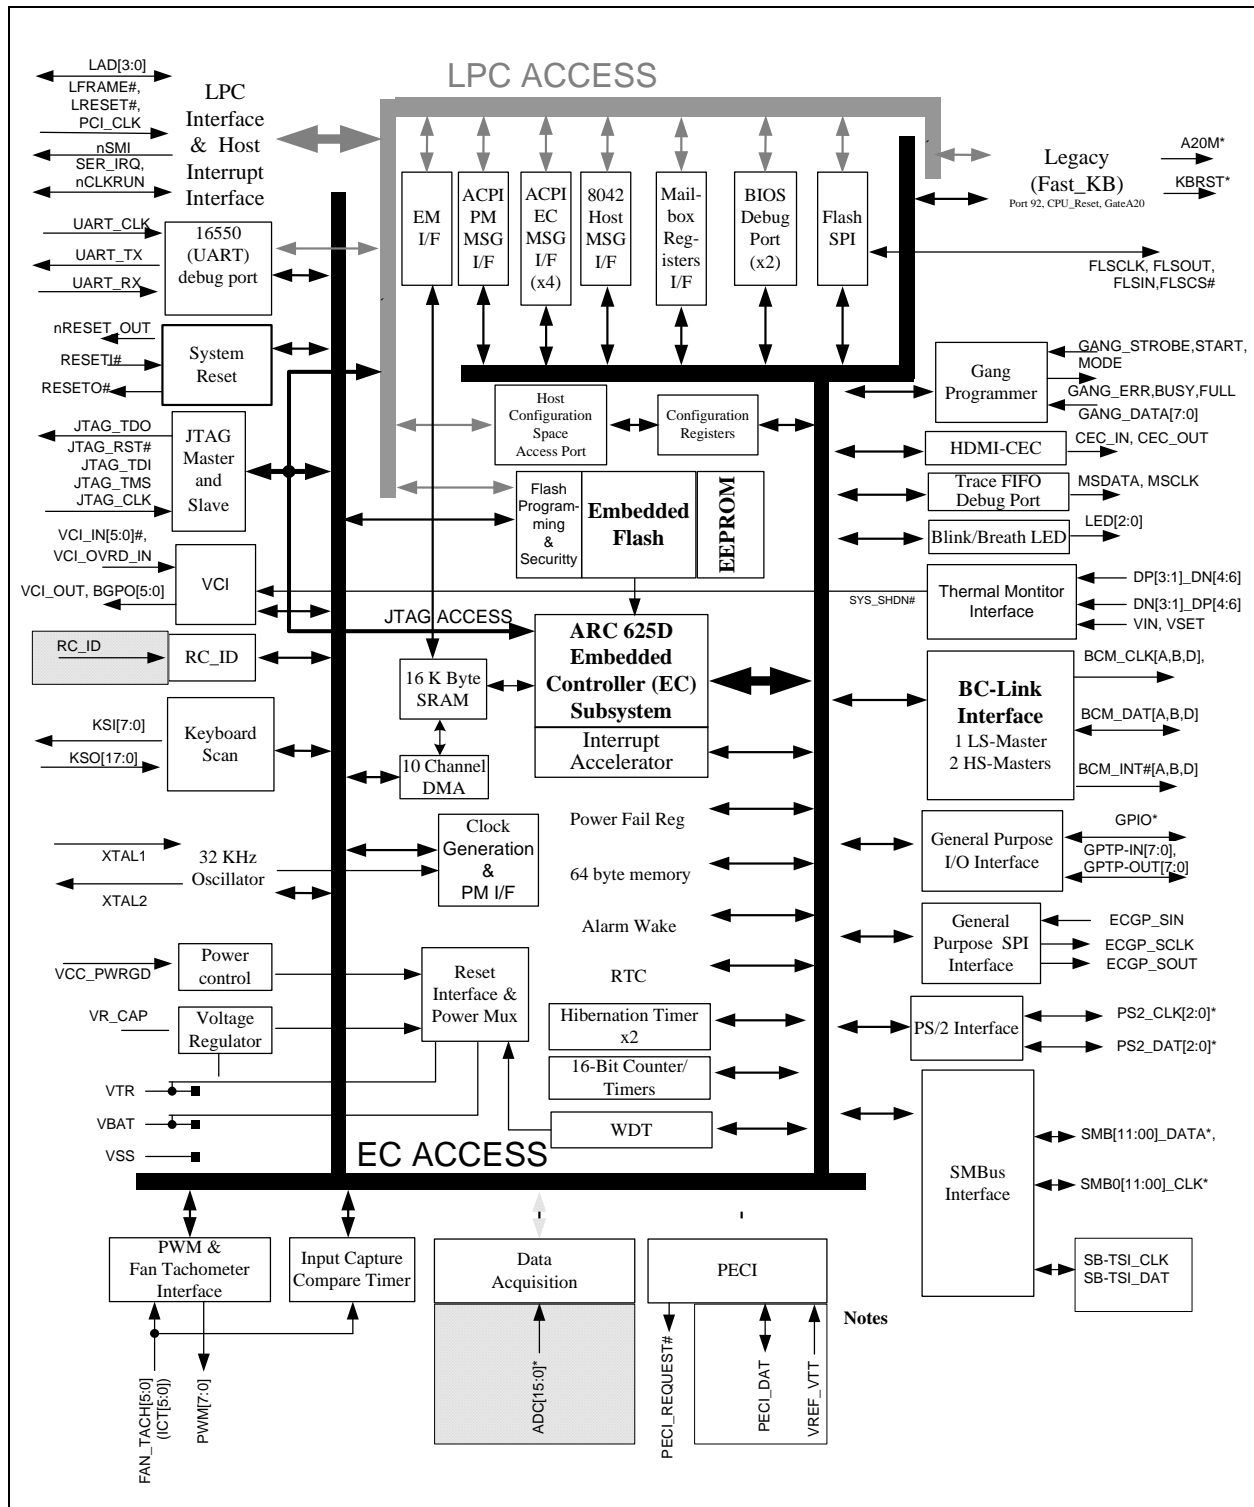 LPC ACCESS
LAD[3:0]
LFRAME#,
LRESET#,
PCI_CLK
nSMI
SER_IRQ,
nCLKRUN
LPC
Interface
& Host
Interrupt
Interface
UART_CLK
UART_TX
UART_RX
16550
(UART)
debug port
nRESET_OUT
RESETI#
RESETO#
System
Reset
JTAG_TDO
JTAG_RST#
JTAG_TDI
JTAG_TMS
JTAG_CLK
JTAG
Master
and
Slave
VCI_IN[5:0]#,
VCI_OVRD_IN
VCI_OUT, BGPO[5:0]
VCI
RC_ID
RC_ID
KSI[7:0]
KSO[17:0]
Keyboard
Scan
XTAL1
XTAL2
32 KHz
Oscillator
VCC_PWRGD
Power
control
VR_CAP
Voltage
Regulator
VTR
VBAT
VSS
EM
I/F
ACPI
PM
MSG
I/F
ACPI
EC
MSG
I/F
(x4)
8042
Host
MSG
I/F
Mail-
box
Reg-
isters
I/F
BIOS
Debug
Port
(x2)
Flash
SPI
Legacy
(Fast_KB)
Port 92, CPU_Reset, GateA20
A20M*
KBRST*
FLSCLK, FLSOUT,
FLSIN,FLSCS#
Host
Configuration
Space
Access Port
Configuration
Registers
Flash
Program-
ming
&
Security
Embedded
Flash
EEPROM
JTAG ACCESS
ARC 625D
Embedded
Controller (EC)
Subsystem
Interrupt
Accelerator
16 K Byte
SRAM
10 Channel
DMA
Clock
Generation
&
PM I/F
Power Fail Reg
64 byte memory
Alarm Wake
RTC
Reset
Interface &
Power Mux
Hibernation Timer
x2
16-Bit Counter/
Timers
WDT
EC ACCESS
Gang
Programmer
GANG_STROBE,START,
MODE
GANG_ERR,BUSY,FULL
GANG_DATA[7:0]
HDMI-CEC
CEC_IN, CEC_OUT
Trace FIFO
Debug Port
MSDATA, MSCLK
Blink/Breath LED
LED[2:0]
SYS_SHDN#
Thermal Montitor
Interface
DP[3:1]_DN[4:6]
DN[3:1]_DP[4:6]
VIN, VSET
BC-Link
Interface
1 LS-Master
2 HS-Masters
BCM_CLK[A,B,D],
BCM_DAT[A,B,D]
BCM_INT#[A,B,D]
General Purpose
I/O Interface
GPIO*
GPTP-IN[7:0],
GPTP-OUT[7:0]
General
Purpose SPI
Interface
ECGP_SIN
ECGP_SCLK
ECGP_SOUT
PS/2 Interface
PS2_CLK[2:0]*
PS2_DAT[2:0]*
SMBus
Interface
SMB[11:00]_DATA*,
SMB0[11:00]_CLK*
SB-TSI_CLK
SB-TSI_DAT
PWM &
Fan Tachometer
Interface
Input Capture
Compare Timer
Data
Acquisition
PECI
Notes
FAN_TACH[5:0]
(ICT[5:0])
PWM[7:0]
ADC[15:0]*
PECI_REQUEST#
PECI_DAT
VREF_VTT